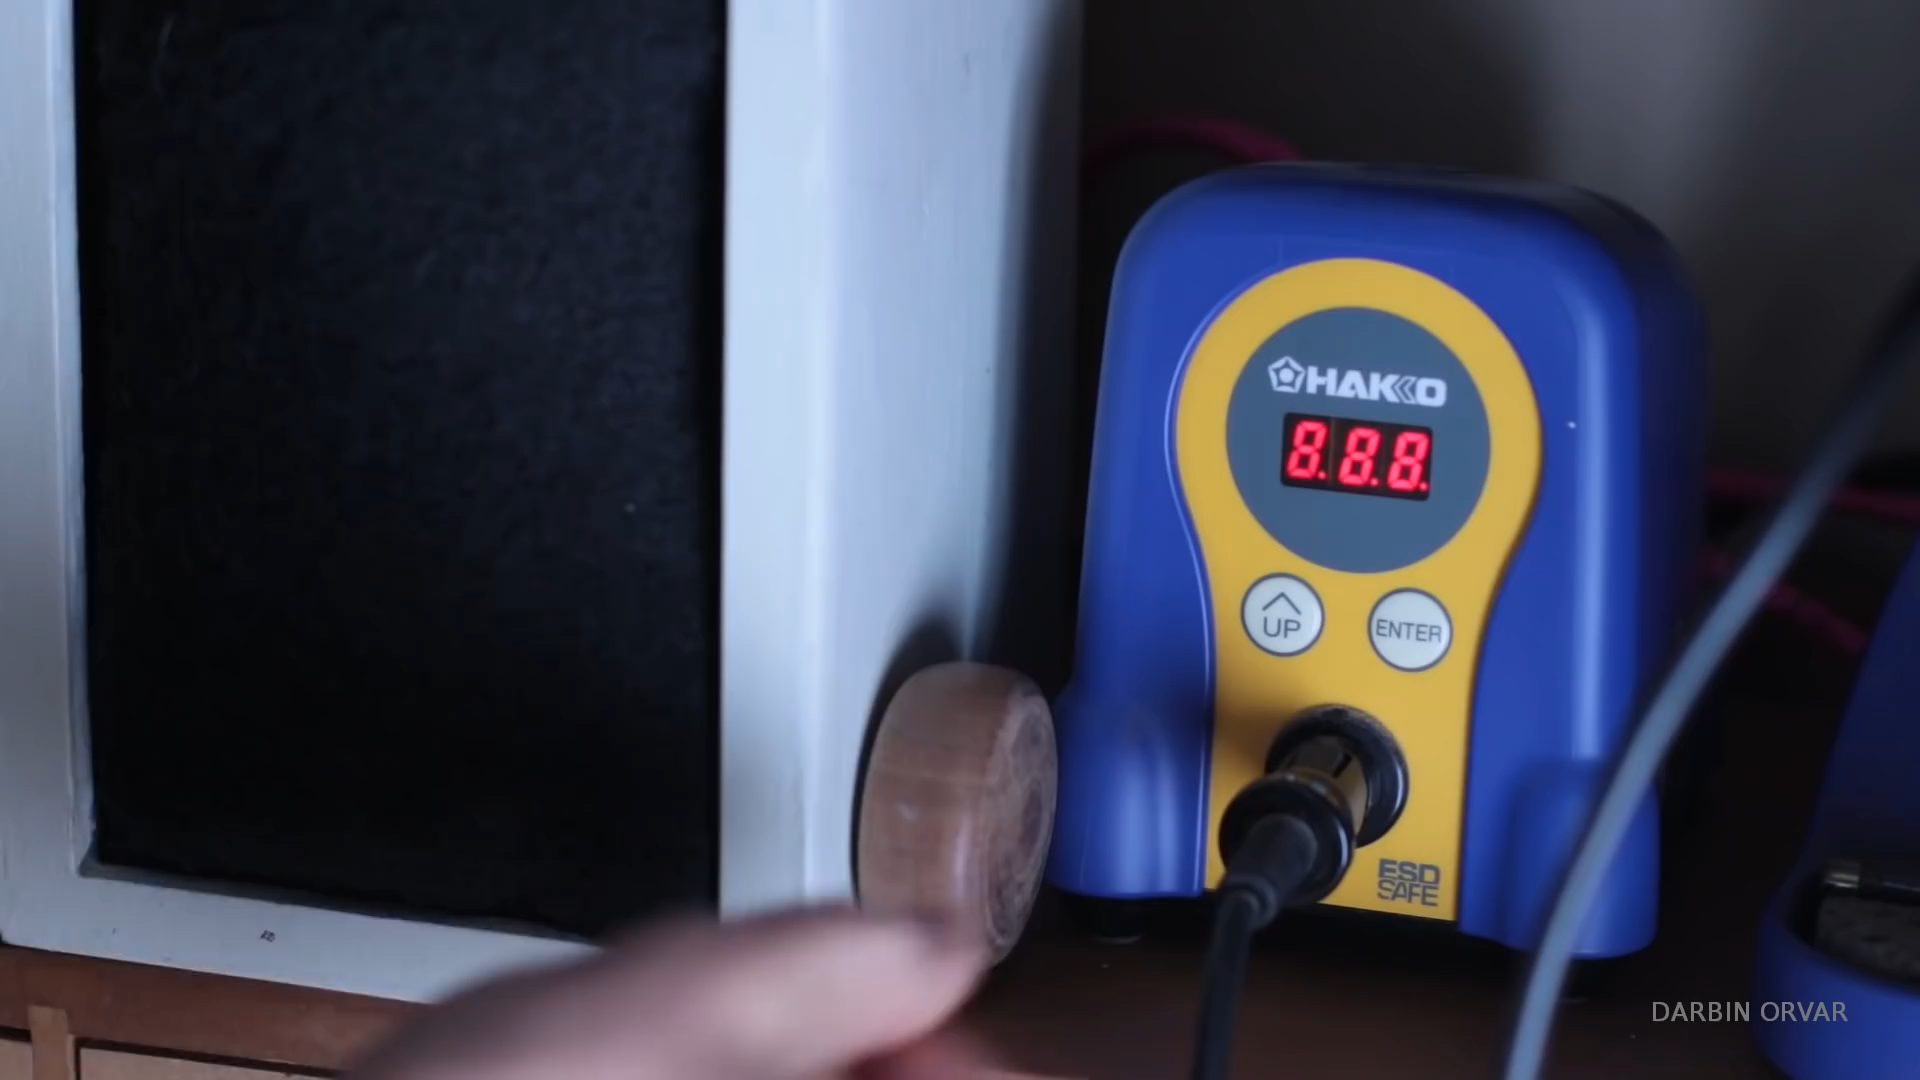 HAKKO
8.8.8.
UP
ENTER
ESD
SAFE
DARBIN ORVAR